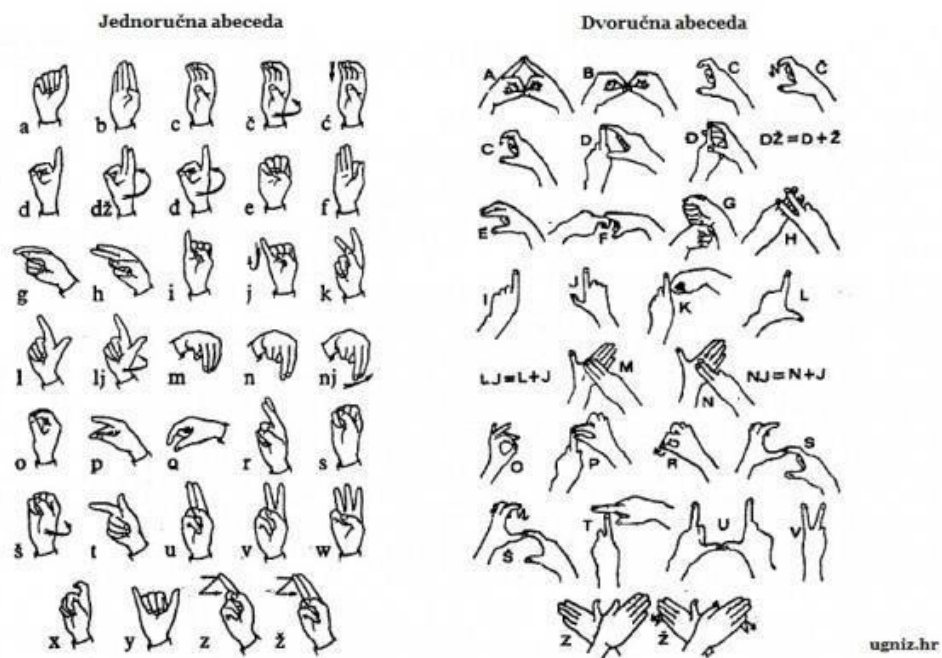 Jednoručna abeceda
a b c č ć
d dž đ e f
g h i j k
l lj m n nj
o p q r s
š t u v w
x y z ž
Dvoručna abeceda
A B C Č
C D D DŽ=D+Ž
E F G H
I J K L
LJ=L+J M N NJ=N+J
O P R S
Š T U V
Z Ž
ugniz.hr